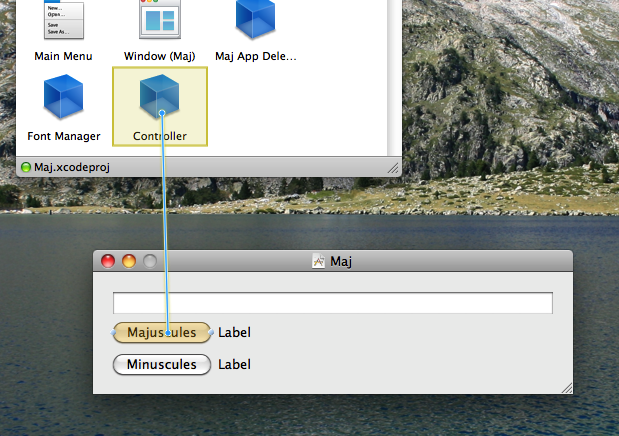 New...
Open...
Save
Save As...
Main Menu
Window (Maj)
Maj App Dele...
Font Manager
Controller
Maj.xcodeproj
Maj
Majuscules
Label
Minuscules
Label